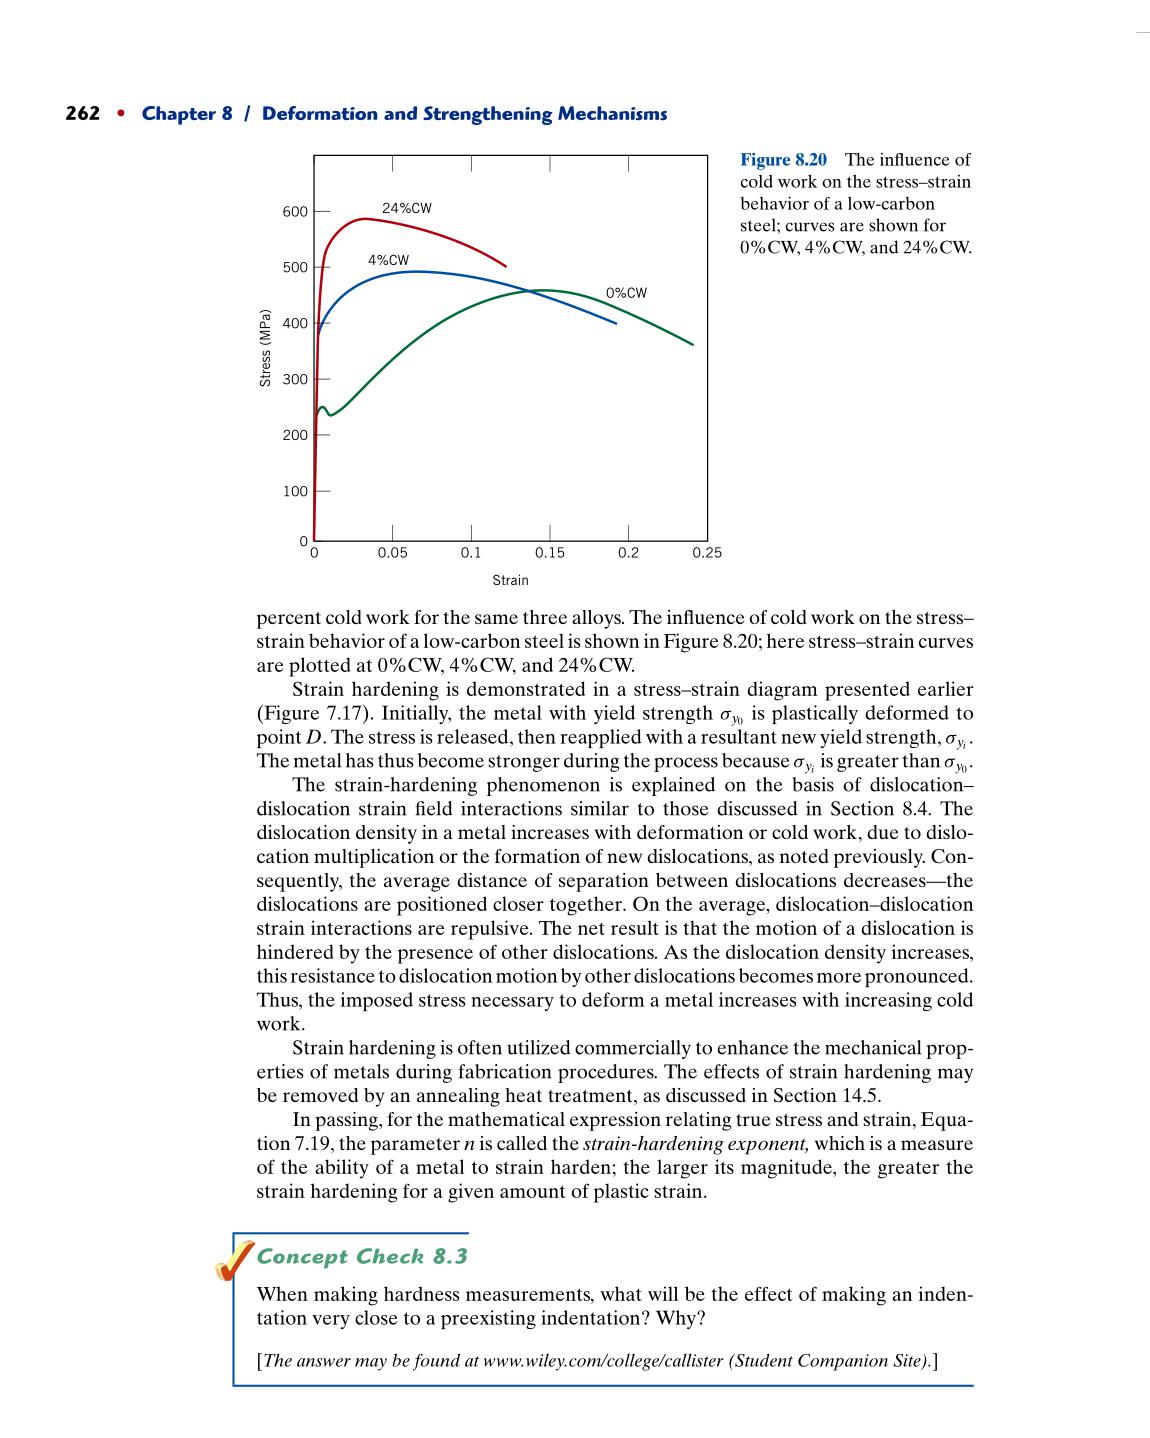 262 • Chapter 8 / Deformation and Strengthening Mechanisms
Figure 8.20 The influence of
cold work on the stress–strain
behavior of a low-carbon
steel; curves are shown for
0%CW, 4%CW, and 24%CW.
600
500
400
300
200
100
0
Stress (MPa)
24%CW
4%CW
0%CW
0
0.05
0.1
0.15
0.2
0.25
Strain
percent cold work for the same three alloys. The influence of cold work on the stress–
strain behavior of a low-carbon steel is shown in Figure 8.20; here stress–strain curves
are plotted at 0%CW, 4%CW, and 24%CW.
Strain hardening is demonstrated in a stress–strain diagram presented earlier
(Figure 7.17). Initially, the metal with yield strength σy0 is plastically deformed to
point D. The stress is released, then reapplied with a resultant new yield strength, σyi.
The metal has thus become stronger during the process because σyi is greater than σy0.
The strain-hardening phenomenon is explained on the basis of dislocation–
dislocation strain field interactions similar to those discussed in Section 8.4. The
dislocation density in a metal increases with deformation or cold work, due to dislo-
cation multiplication or the formation of new dislocations, as noted previously. Con-
sequently, the average distance of separation between dislocations decreases—the
dislocations are positioned closer together. On the average, dislocation–dislocation
strain interactions are repulsive. The net result is that the motion of a dislocation is
hindered by the presence of other dislocations. As the dislocation density increases,
this resistance to dislocation motion by other dislocations becomes more pronounced.
Thus, the imposed stress necessary to deform a metal increases with increasing cold
work.
Strain hardening is often utilized commercially to enhance the mechanical prop-
erties of metals during fabrication procedures. The effects of strain hardening may
be removed by an annealing heat treatment, as discussed in Section 14.5.
In passing, for the mathematical expression relating true stress and strain, Equa-
tion 7.19, the parameter n is called the strain-hardening exponent, which is a measure
of the ability of a metal to strain harden; the larger its magnitude, the greater the
strain hardening for a given amount of plastic strain.
Concept Check 8.3
When making hardness measurements, what will be the effect of making an inden-
tation very close to a preexisting indentation? Why?
[The answer may be found at www.wiley.com/college/callister (Student Companion Site).]